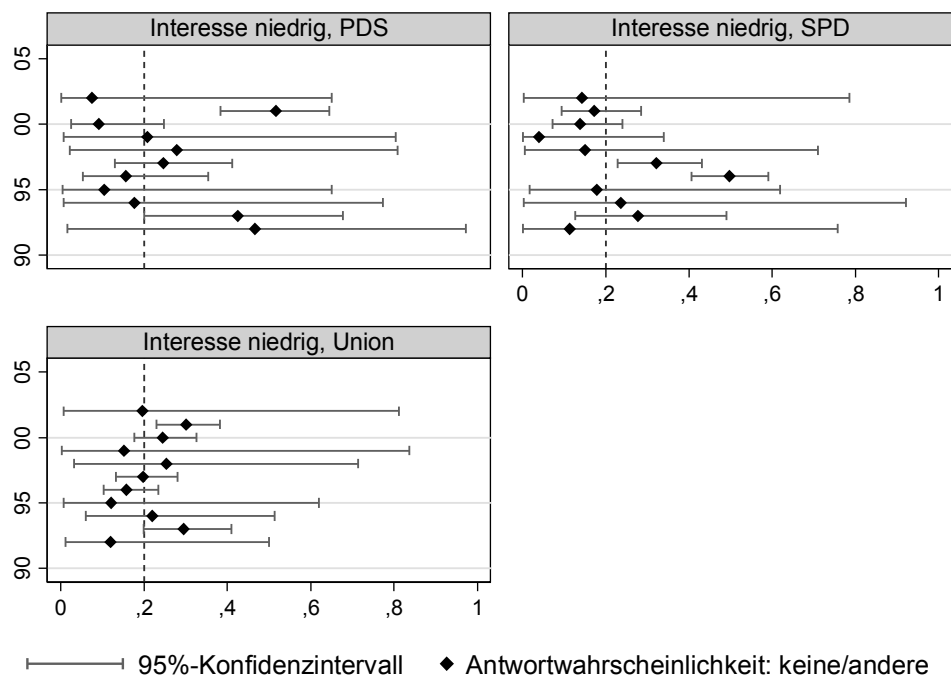 Interesse niedrig, PDS
Interesse niedrig, SPD
05
00
95
90
0 ,2 ,4 ,6 ,8 1
Interesse niedrig, Union
05
00
95
90
0 ,2 ,4 ,6 ,8 1
95%-Konfidenzintervall
Antwortwahrscheinlichkeit: keine/andere